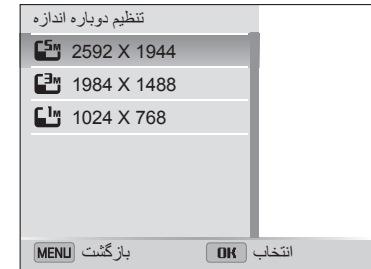 تنظیم دوباره اندازه
5M 2592 X 1944
3M 1984 X 1488
1M 1024 X 768
MENU بازگشت OK انتخاب